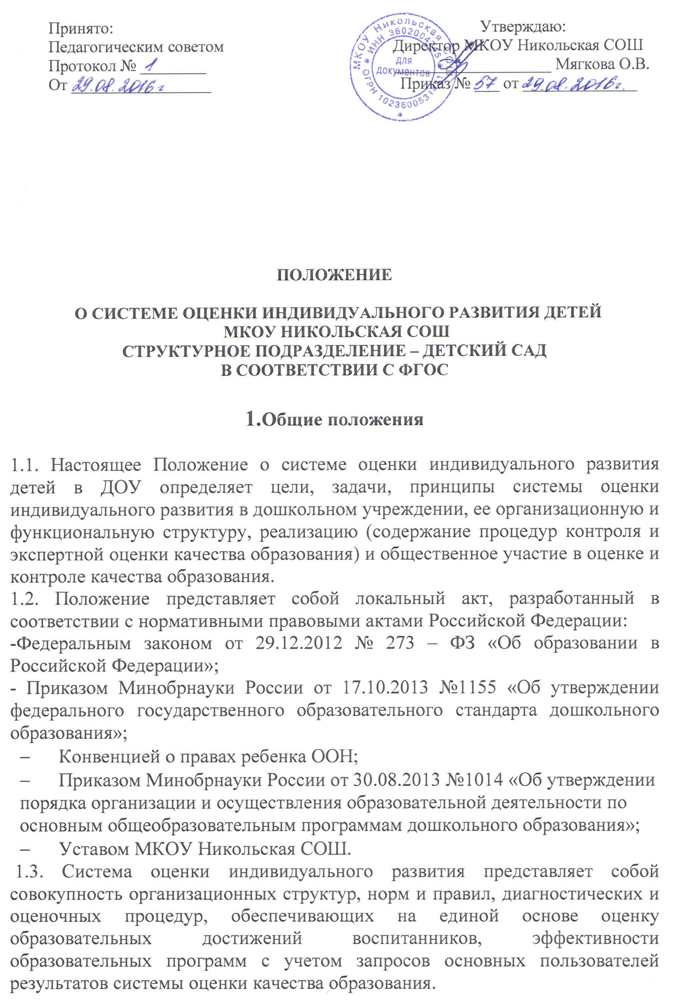 Принято:
Педагогическим советом
Протокол № 1
От 29.08.2016 г
Утверждаю:
Директор МКОУ Никольская СОШ
Мягкова О.В.
Приказ № 57 от 29.08.2016г.
МКОУ Никольская СОШ
ИНН 3602004745
для
документов
ОГРН
ПОЛОЖЕНИЕ
О СИСТЕМЕ ОЦЕНКИ ИНДИВИДУАЛЬНОГО РАЗВИТИЯ ДЕТЕЙ
МКОУ НИКОЛЬСКАЯ СОШ
СТРУКТУРНОЕ ПОДРАЗДЕЛЕНИЕ – ДЕТСКИЙ САД
В СООТВЕТСТВИИ С ФГОС
1.Общие положения
1.1. Настоящее Положение о системе оценки индивидуального развития
детей в ДОУ определяет цели, задачи, принципы системы оценки
индивидуального развития в дошкольном учреждении, ее организационную и
функциональную структуру, реализацию (содержание процедур контроля и
экспертной оценки качества образования) и общественное участие в оценке и
контроле качества образования.
1.2. Положение представляет собой локальный акт, разработанный в
соответствии с нормативными правовыми актами Российской Федерации:
-Федеральным законом от 29.12.2012 № 273 – ФЗ «Об образовании в
Российской Федерации»;
- Приказом Минобрнауки России от 17.10.2013 №1155 «Об утверждении
федерального государственного образовательного стандарта дошкольного
образования»;
– Конвенцией о правах ребенка ООН;
– Приказом Минобрнауки России от 30.08.2013 №1014 «Об утверждении
порядка организации и осуществления образовательной деятельности по
основным общеобразовательным программам дошкольного образования»;
– Уставом МКОУ Никольская СОШ.
1.3. Система оценки индивидуального развития представляет собой
совокупность организационных структур, норм и правил, диагностических и
оценочных процедур, обеспечивающих на единой основе оценку
образовательных достижений воспитанников, эффективности
образовательных программ с учетом запросов основных пользователей
результатов системы оценки качества образования.